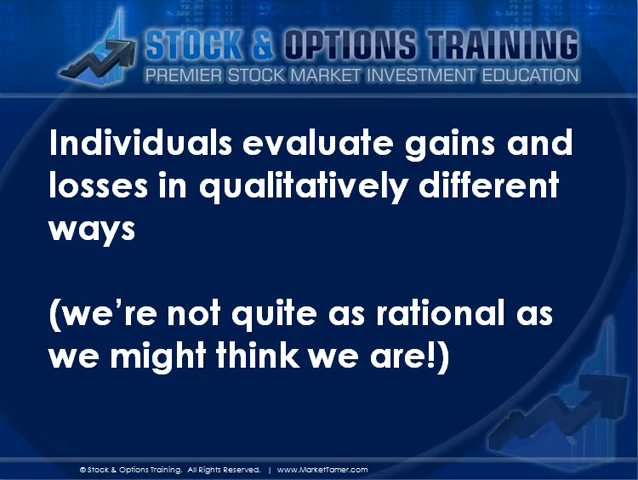 STOCK & OPTIONS TRAINING
PREMIER STOCK MARKET INVESTMENT EDUCATION
Individuals evaluate gains and
losses in qualitatively different
ways
(we’re not quite as rational as
we might think we are!)
© Stock & Options Training. All Rights Reserved. | www.MarketTamer.com